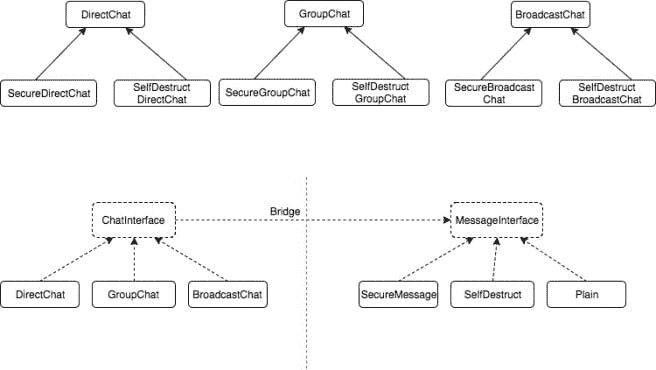 DirectChat
GroupChat
BroadcastChat
SecureDirectChat
SelfDestruct
DirectChat
SecureGroupChat
SelfDestruct
GroupChat
SecureBroadcast
Chat
SelfDestruct
BroadcastChat
ChatInterface
Bridge
MessageInterface
DirectChat
GroupChat
BroadcastChat
SecureMessage
SelfDestruct
Plain